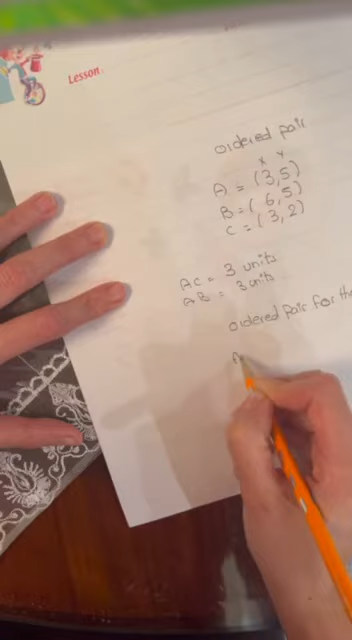 Lesson:
ordered pair
x y
A = (3,5)
B = (6,5)
C = (3,2)
AC = 3 units
AB = 3 units
ordered pair for the